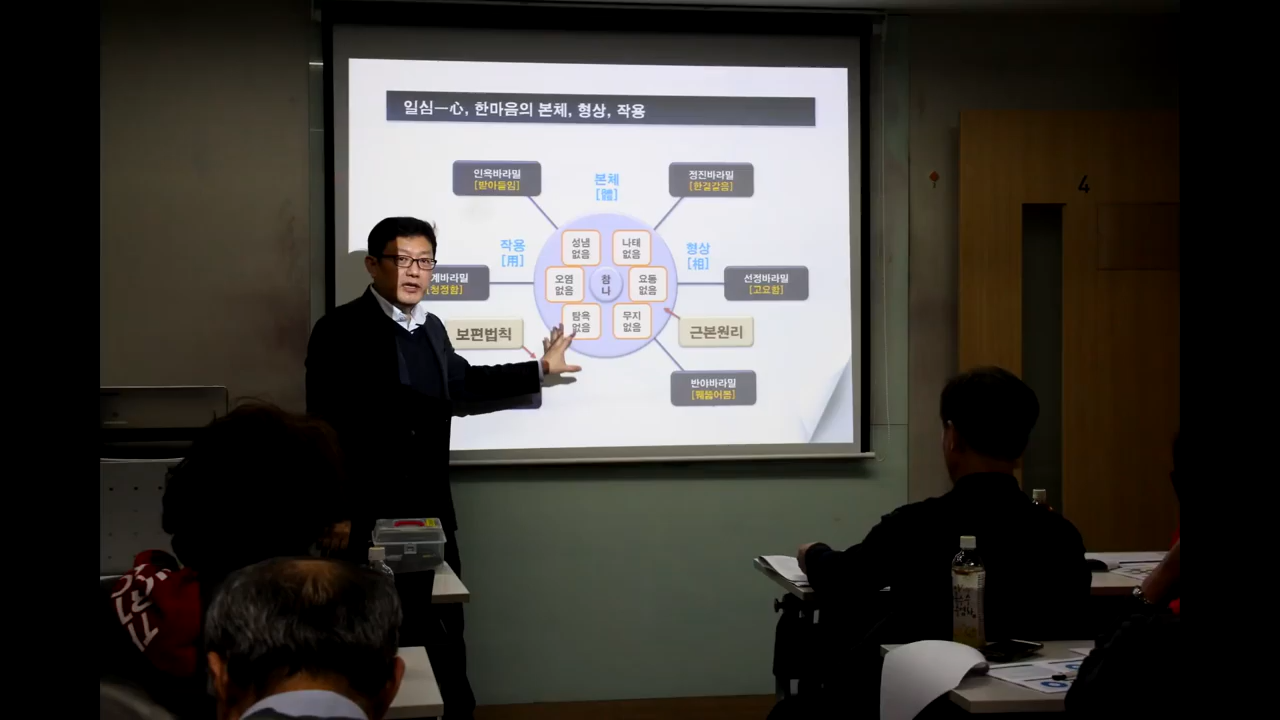 일심一心, 한마음의 본체, 형상, 작용
인욕바라밀
[받아들임]
본체
[體]
정진바라밀
[한결같음]
작용
[用]
성냄
없음
나태
없음
형상
[相]
계바라밀
[청정함]
오염
없음
참
나
요동
없음
선정바라밀
[고요함]
보편법칙
탐욕
없음
무지
없음
근본원리
반야바라밀
[꿰뚫어봄]
4